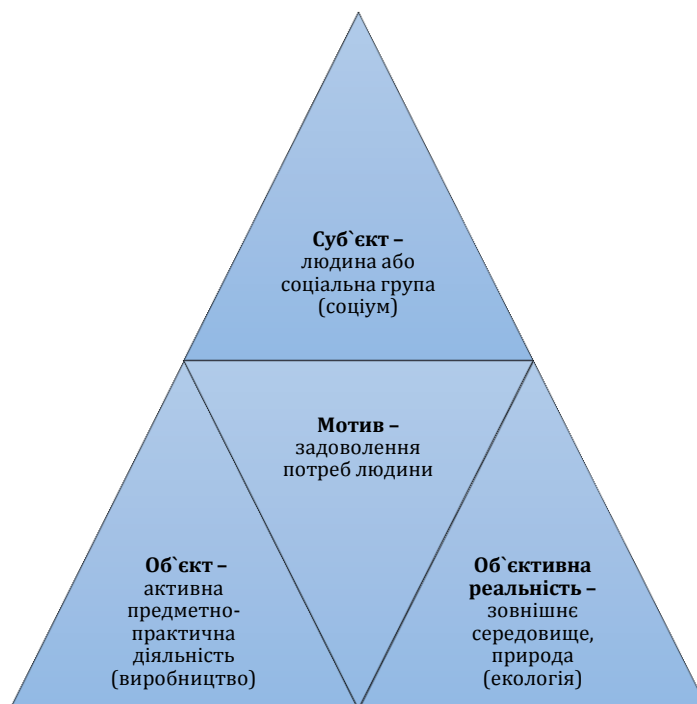 Суб`єкт –
людина або
соціальна група
(соціум)
Мотив –
задоволення
потреб людини
Об`єкт –
активна
предметно-
практична
діяльність
(виробництво)
Об`єктивна
реальність –
зовнішнє
середовище,
природа
(екологія)